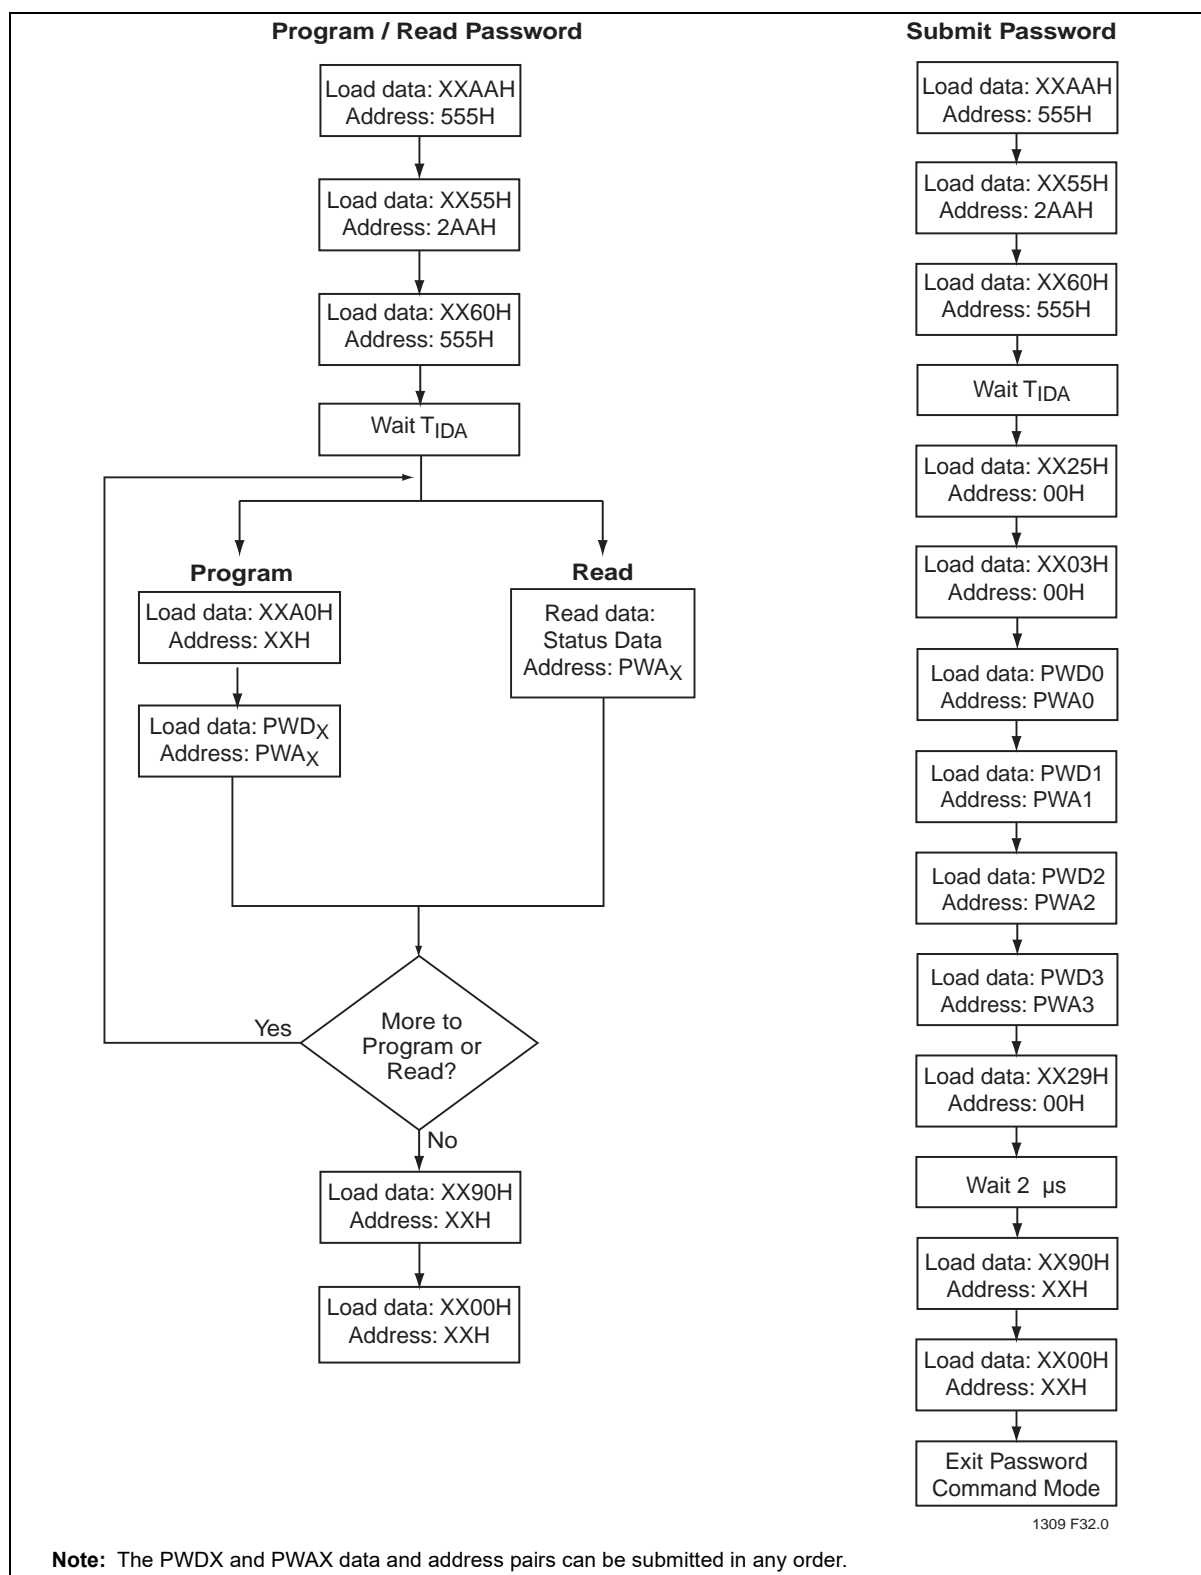 Program / Read Password
Load data: XXAAH
Address: 555H
Load data: XX55H
Address: 2AAH
Load data: XX60H
Address: 555H
Wait TIDA
Program
Load data: XXA0H
Address: XXH
Load data: PWDX
Address: PWAX
Read
Read data:
Status Data
Address: PWAX
More to
Program or
Read?
Yes
No
Load data: XX90H
Address: XXH
Load data: XX00H
Address: XXH
Submit Password
Load data: XXAAH
Address: 555H
Load data: XX55H
Address: 2AAH
Load data: XX60H
Address: 555H
Wait TIDA
Load data: XX25H
Address: 00H
Load data: XX03H
Address: 00H
Load data: PWD0
Address: PWA0
Load data: PWD1
Address: PWA1
Load data: PWD2
Address: PWA2
Load data: PWD3
Address: PWA3
Load data: XX29H
Address: 00H
Wait 2 µs
Load data: XX90H
Address: XXH
Load data: XX00H
Address: XXH
Exit Password
Command Mode
1309 F32.0
Note: The PWDX and PWAX data and address pairs can be submitted in any order.